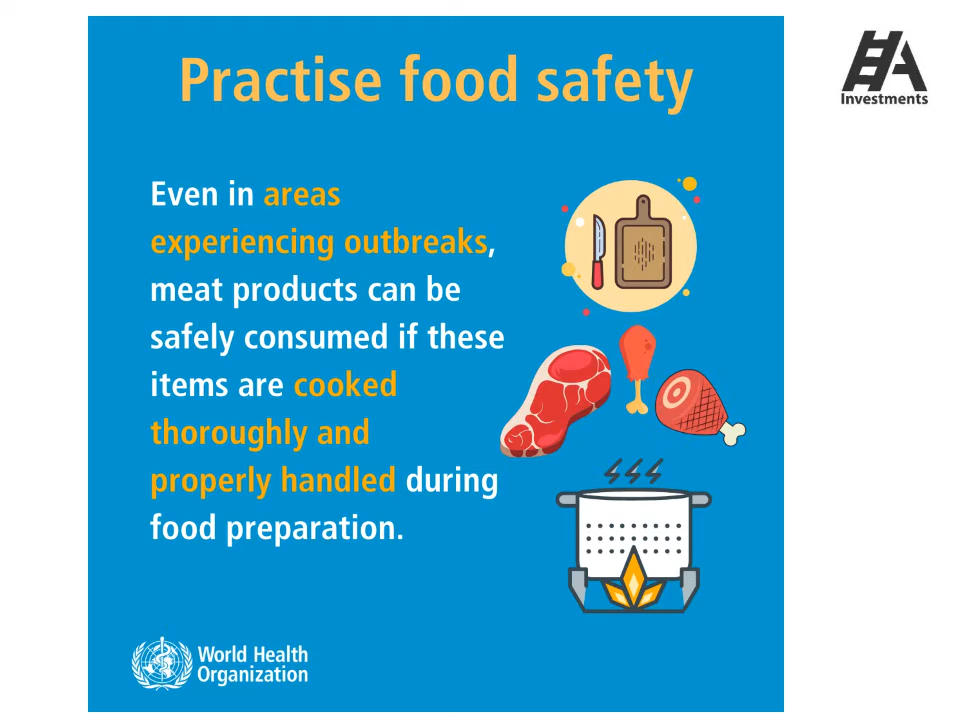 Practise food safety
Investments
Even in areas
experiencing outbreaks,
meat products can be
safely consumed if these
items are cooked
thoroughly and
properly handled during
food preparation.
World Health
Organization